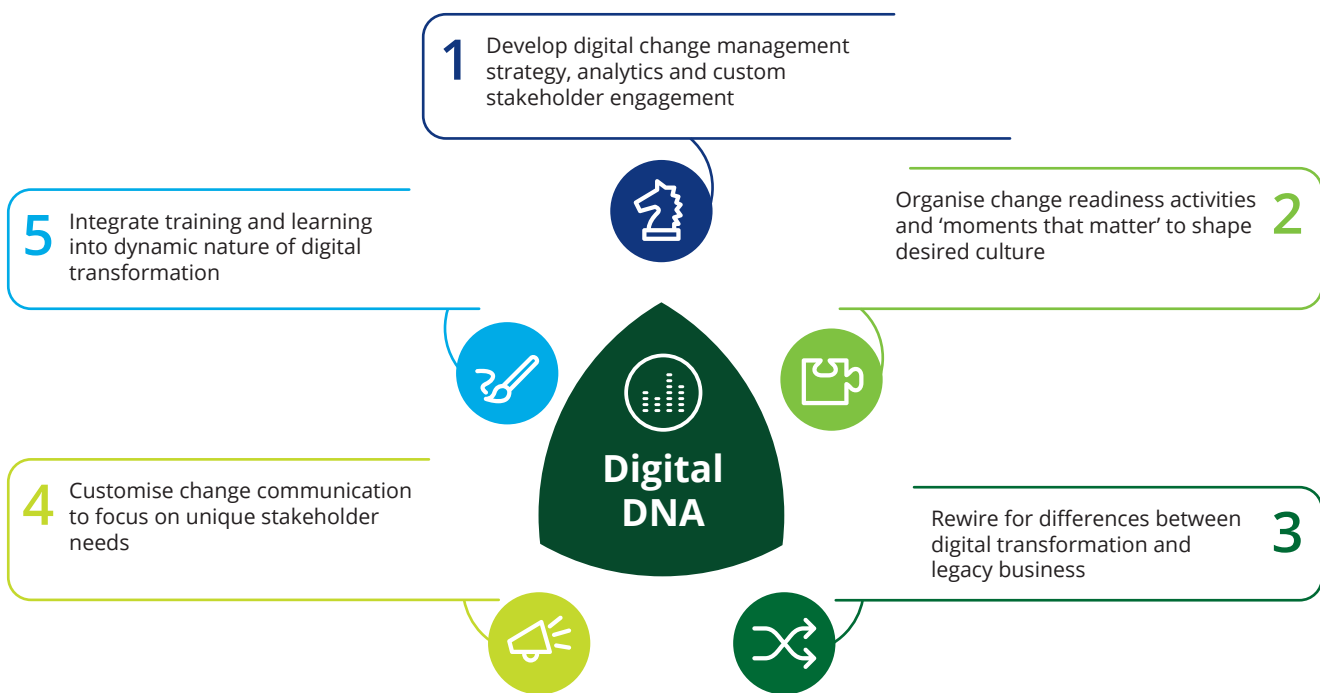 1
Develop digital change management
strategy, analytics and custom
stakeholder engagement
2
Organise change readiness activities
and ‘moments that matter’ to shape
desired culture
3
Rewire for differences between
digital transformation and
legacy business
4
Customise change communication
to focus on unique stakeholder
needs
5
Integrate training and learning
into dynamic nature of digital
transformation
Digital
DNA